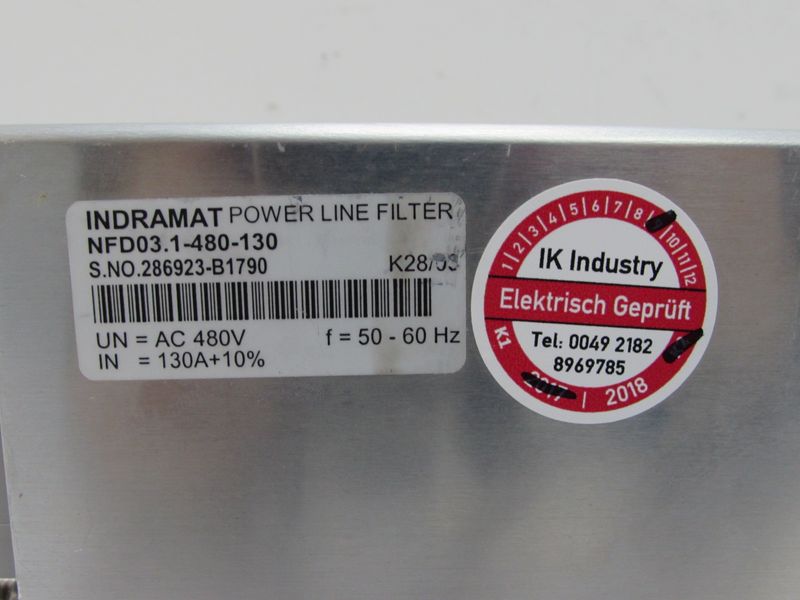 INDRAMAT POWER LINE FILTER
NFD03.1-480-130
S.NO.286923-B1790 K28/03
UN = AC 480V f = 50 - 60 Hz
IN = 130A+10%
1|2|3|4|5|6|7|8| |10|11|12
IK Industry
Elektrisch Geprüft
K1
Tel: 0049 2182
8969785
2017 | 2018